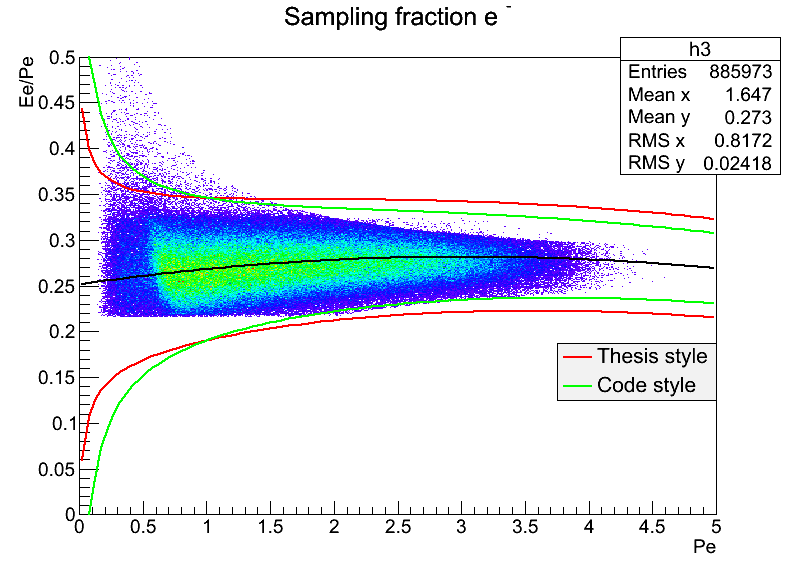 Sampling fraction e -
h3
Entries 885973
Mean x 1.647
Mean y 0.273
RMS x 0.8172
RMS y 0.02418
Ee/Pe
0.5
0.45
0.4
0.35
0.3
0.25
0.2
0.15
0.1
0.05
0
Thesis style
Code style
0 0.5 1 1.5 2 2.5 3 3.5 4 4.5 5
Pe